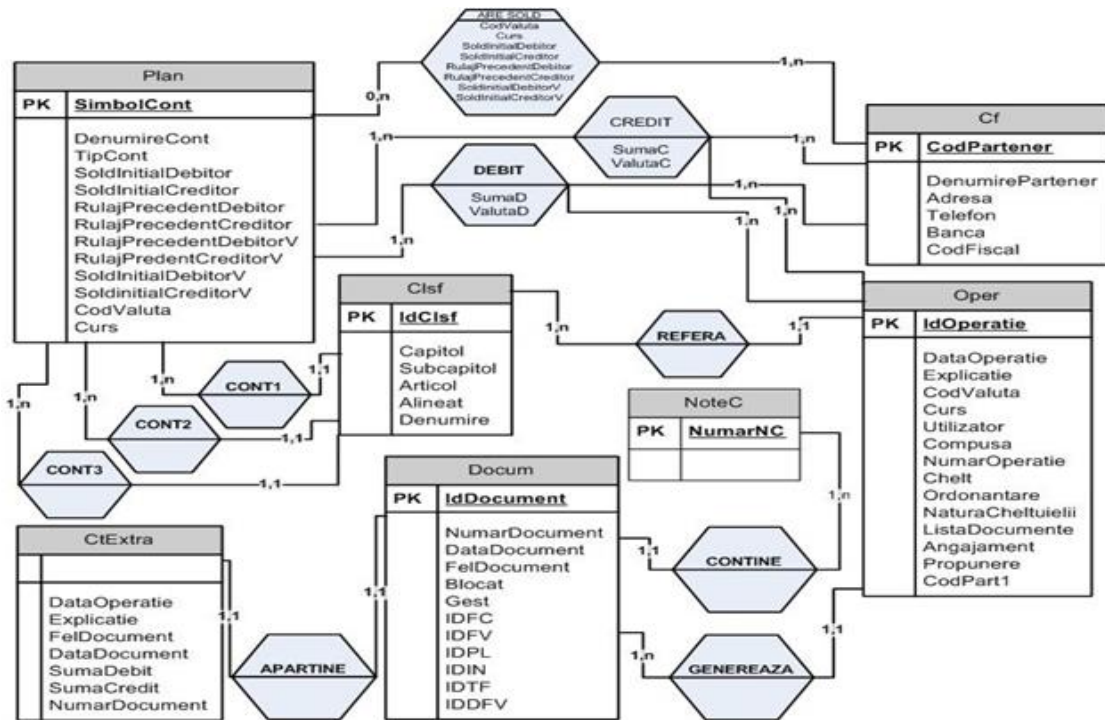 ARE SOLD
CodValuta
Curs
SoldInitialDebitor
SoldInitialCreditor
RulajPrecedentDebitor
RulajPrecedentCreditor
SoldInitialDebitorV
SoldInitialCreditorV
0,n
1,n
Plan
PK SimbolCont
DenumireCont
TipCont
SoldInitialDebitor
SoldInitialCreditor
RulajPrecedentDebitor
RulajPrecedentCreditor
RulajPrecedentDebitorV
RulajPredentCreditorV
SoldInitialDebitorV
SoldinitialCreditorV
CodValuta
Curs
CREDIT
SumaC
ValutaC
1,n
1,n
1,n
DEBIT
SumaD
ValutaD
1,n
1,n
1,n
Cf
PK CodPartener
DenumirePartener
Adresa
Telefon
Banca
CodFiscal
Clsf
PK IdClsf
Capitol
Subcapitol
Articol
Alineat
Denumire
1,n
REFERA
1,1
Oper
PK IdOperatie
DataOperatie
Explicatie
CodValuta
Curs
Utilizator
Compusa
NumarOperatie
Chelt
Ordonantare
NaturaCheltuielii
ListaDocumente
Angajament
Propunere
CodPart1
1,n
CONT1
1,1
1,n
CONT2
1,1
1,n
CONT3
1,1
NoteC
PK NumarNC
1,n
CONTINE
1,1
Docum
PK IdDocument
NumarDocument
DataDocument
FelDocument
Blocat
Gest
IDFC
IDFV
IDPL
IDIN
IDTF
IDDFV
1,n
GENEREAZA
1,1
CtExtra
DataOperatie
Explicatie
FelDocument
DataDocument
SumaDebit
SumaCredit
NumarDocument
1,1
APARTINE
1,1